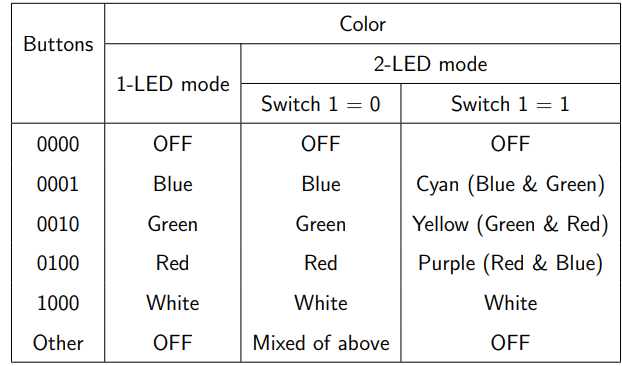 Buttons Color
1-LED mode 2-LED mode
Switch 1 = 0 Switch 1 = 1
0000 OFF OFF OFF
0001 Blue Blue Cyan (Blue & Green)
0010 Green Green Yellow (Green & Red)
0100 Red Red Purple (Red & Blue)
1000 White White White
Other OFF Mixed of above OFF